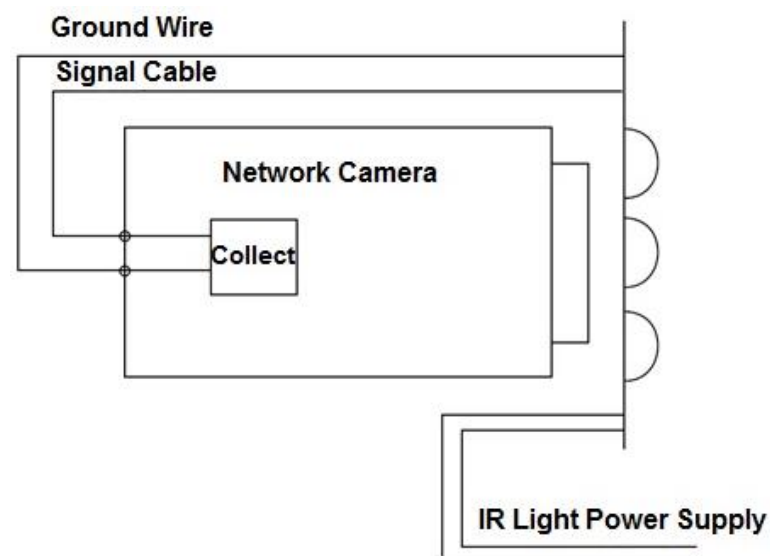 Ground Wire
Signal Cable
Network Camera
Collect
IR Light Power Supply